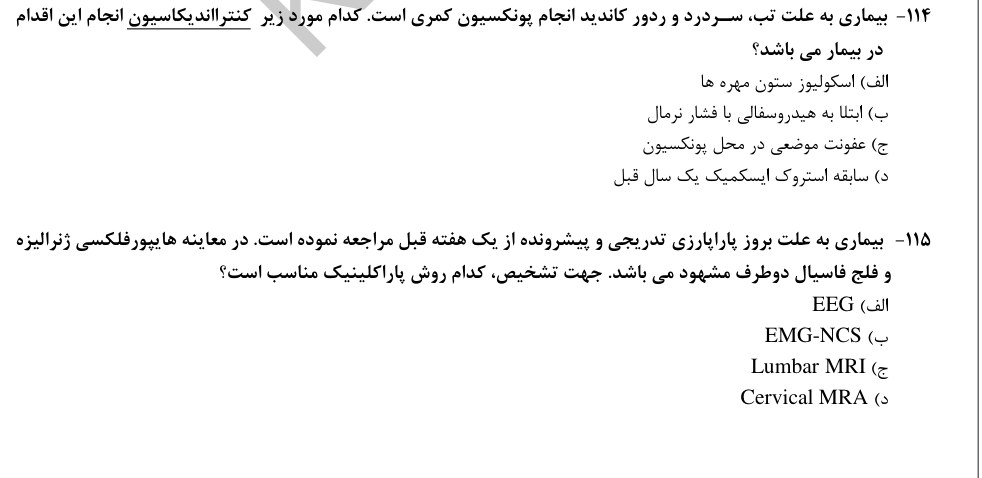 ۱۱۴- بیماری به علت تب، سـردرد و ردور کاندید انجام پونکسیون کمری است. کدام مورد زیر کنترااندیکاسیون انجام این اقدام
در بیمار می باشد؟
الف) اسکولیوز ستون مهره ها
ب) ابتلا به هیدروسفالی با فشار نرمال
ج) عفونت موضعی در محل پونکسیون
د) سابقه استروک ایسکمیک یک سال قبل
۱۱۵- بیماری به علت بروز پاراپارزی تدریجی و پیشرونده از یک هفته قبل مراجعه نموده است. در معاینه هایپورفلکسی ژنرالیزه
و فلج فاسیال دوطرف مشهود می باشد. جهت تشخیص، کدام روش پاراکلینیک مناسب است؟
الف) EEG
ب) EMG-NCS
ج) Lumbar MRI
د) Cervical MRA